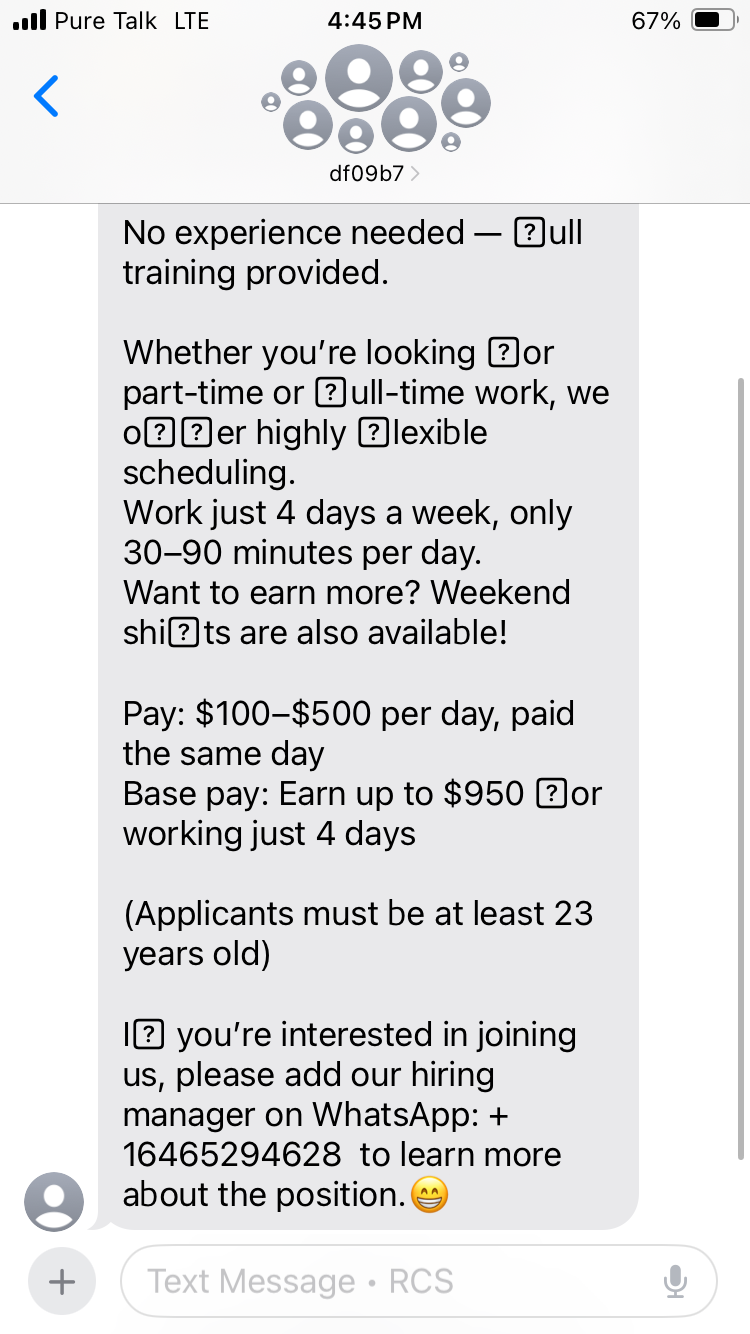 Pure Talk LTE 4:45 PM 67%
df09b7
No experience needed — ⍰ull
training provided.
Whether you’re looking ⍰or
part-time or ⍰ull-time work, we
o⍰⍰er highly ⍰lexible
scheduling.
Work just 4 days a week, only
30–90 minutes per day.
Want to earn more? Weekend
shi⍰ts are also available!
Pay: $100–$500 per day, paid
the same day
Base pay: Earn up to $950 ⍰or
working just 4 days
(Applicants must be at least 23
years old)
I⍰ you’re interested in joining
us, please add our hiring
manager on WhatsApp: +
16465294628 to learn more
about the position.😁
Text Message • RCS